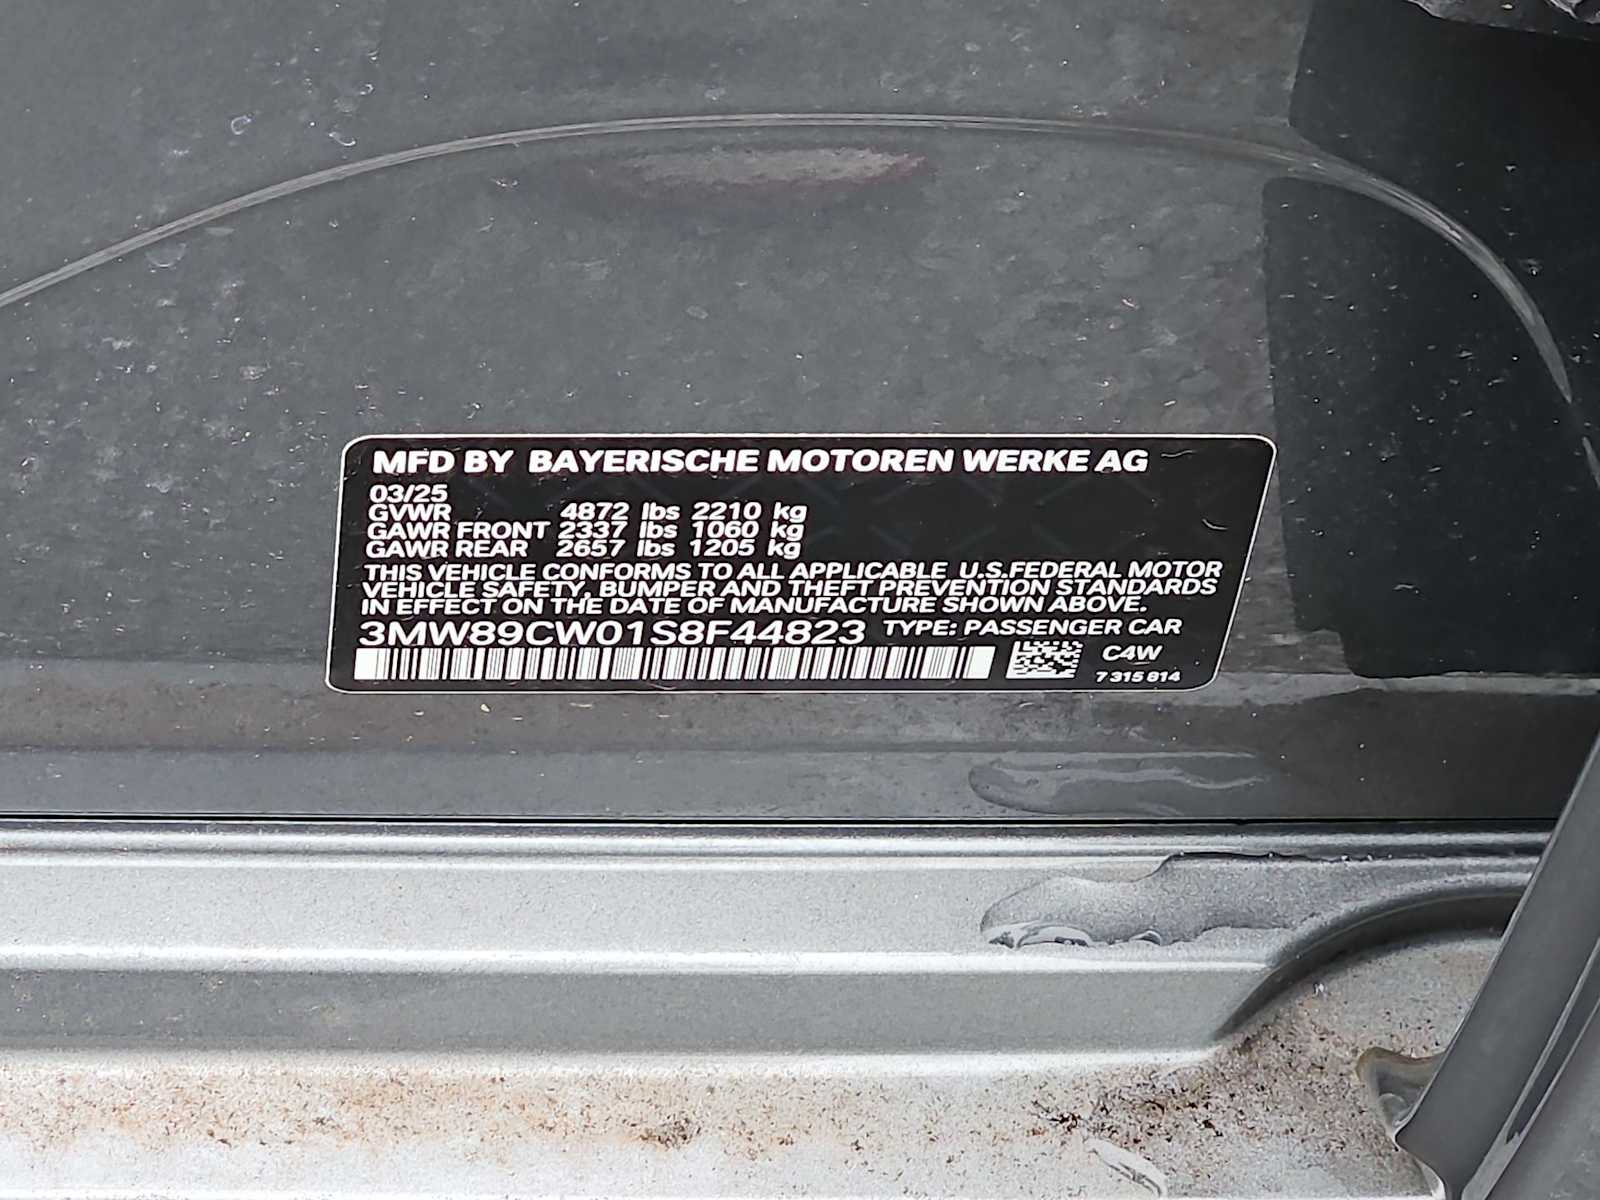 MFD BY BAYERISCHE MOTOREN WERKE AG
03/25
GVWR 4872 lbs 2210 kg
GAWR FRONT 2337 lbs 1060 kg
GAWR REAR 2657 lbs 1205 kg
THIS VEHICLE CONFORMS TO ALL APPLICABLE U.S.FEDERAL MOTOR
VEHICLE SAFETY, BUMPER AND THEFT PREVENTION STANDARDS
IN EFFECT ON THE DATE OF MANUFACTURE SHOWN ABOVE.
3MW89CW01S8F44823 TYPE: PASSENGER CAR
C4W
7 315 814